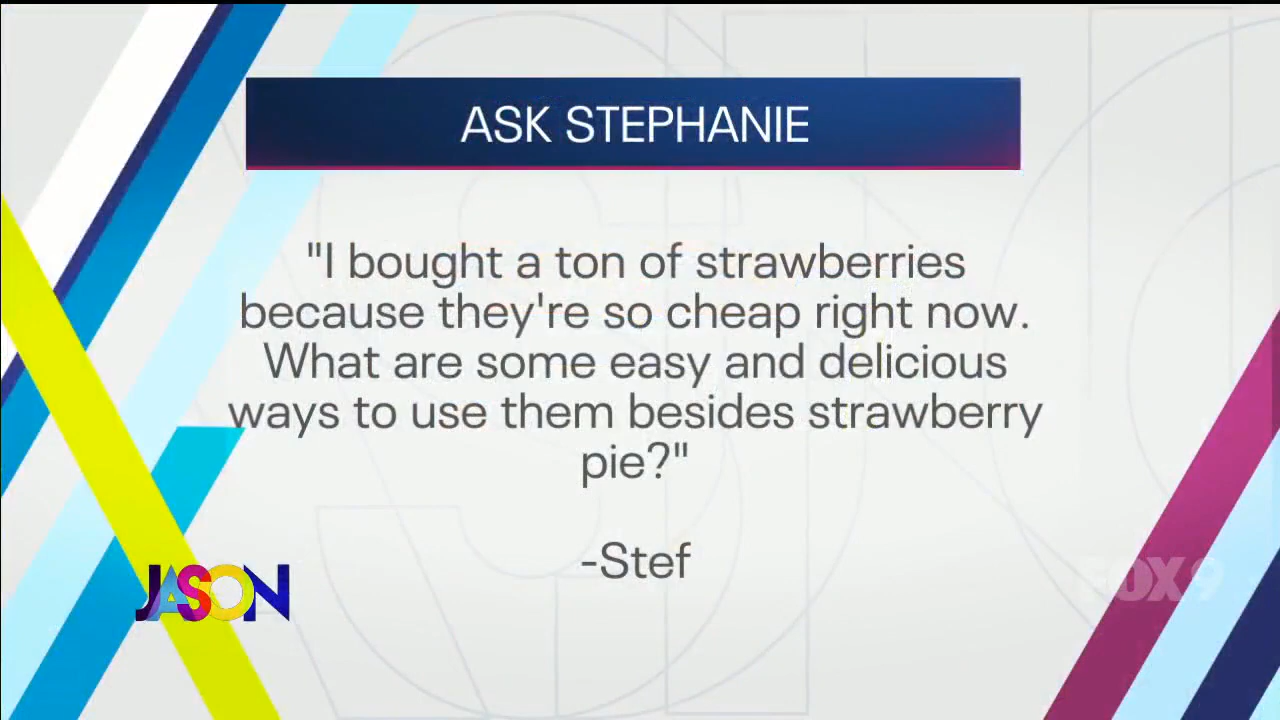 ASK STEPHANIE
"I bought a ton of strawberries
because they're so cheap right now.
What are some easy and delicious
ways to use them besides strawberry
pie?"
-Stef
JASON
FOX 9